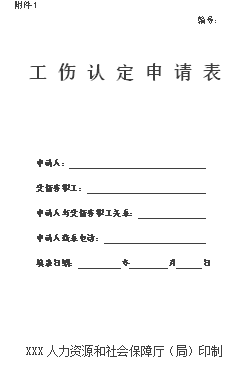 附件1
编号:
工伤认定申请表
申请人:
受伤害职工:
申请人与受伤害职工关系:
申请人联系电话:
填表日期: 年 月 日
XXX人力资源和社会保障厅（局）印制